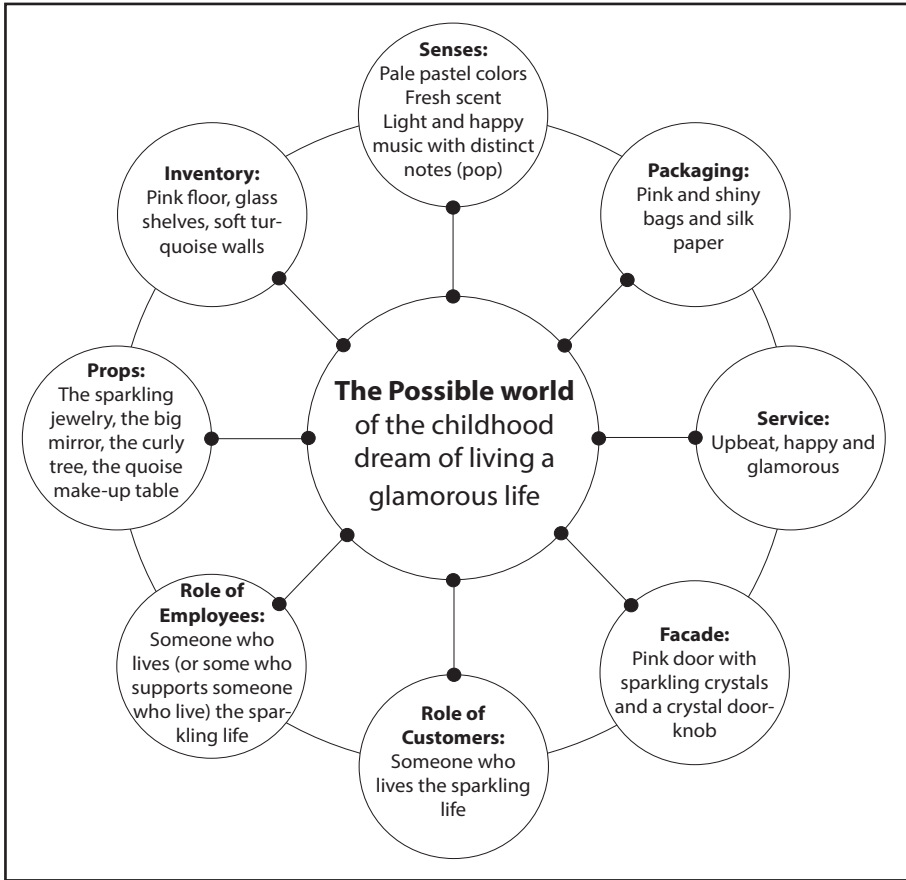 Senses:
Pale pastel colors
Fresh scent
Light and happy
music with distinct
notes (pop)
Packaging:
Pink and shiny
bags and silk
paper
Service:
Upbeat, happy and
glamorous
Facade:
Pink door with
sparkling crystals
and a crystal door-
knob
Role of
Customers:
Someone who
lives the sparkling
life
Role of
Employees:
Someone who
lives (or some who
supports someone
who live) the spar-
kling life
Props:
The sparkling
jewelry, the big
mirror, the curly
tree, the quoise
make-up table
Inventory:
Pink floor, glass
shelves, soft tur-
quoise walls
The Possible world
of the childhood
dream of living a
glamorous life